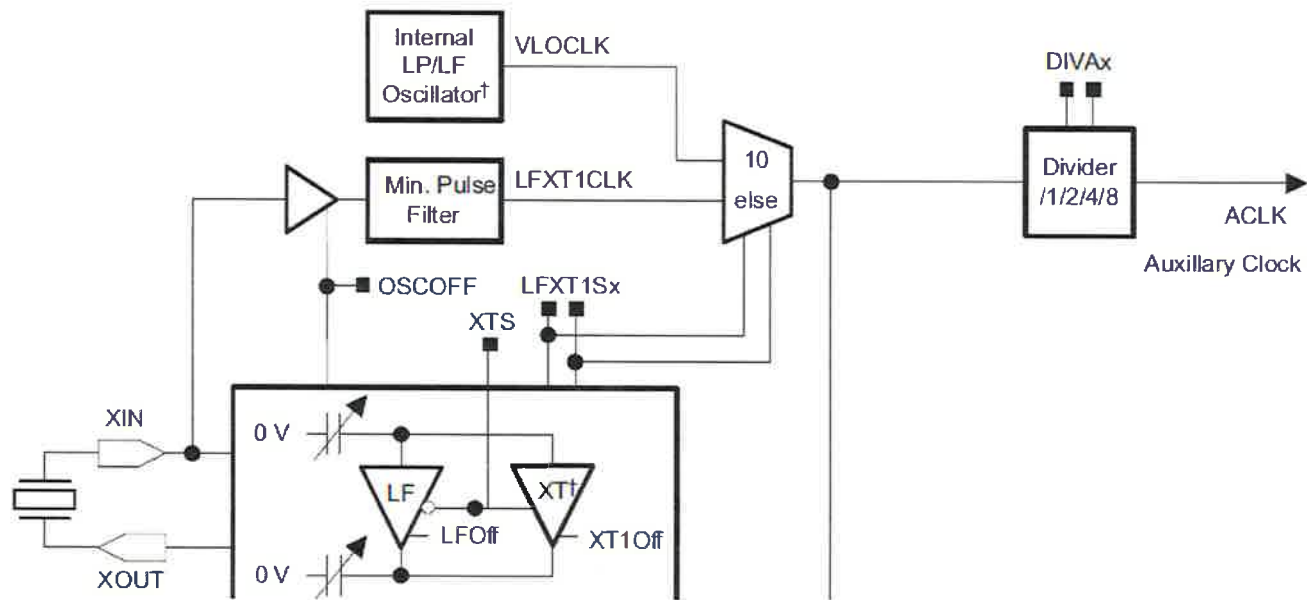 Internal
LP/LF
Oscillator†
VLOCLK
DIVAx
10
else
Min. Pulse
Filter
LFXT1CLK
Divider
/1/2/4/8
ACLK
Auxillary Clock
OSCOFF
LFXT1Sx
XTS
XIN
0 V
LF
XT†
LFOff
XT1Off
XOUT
0 V